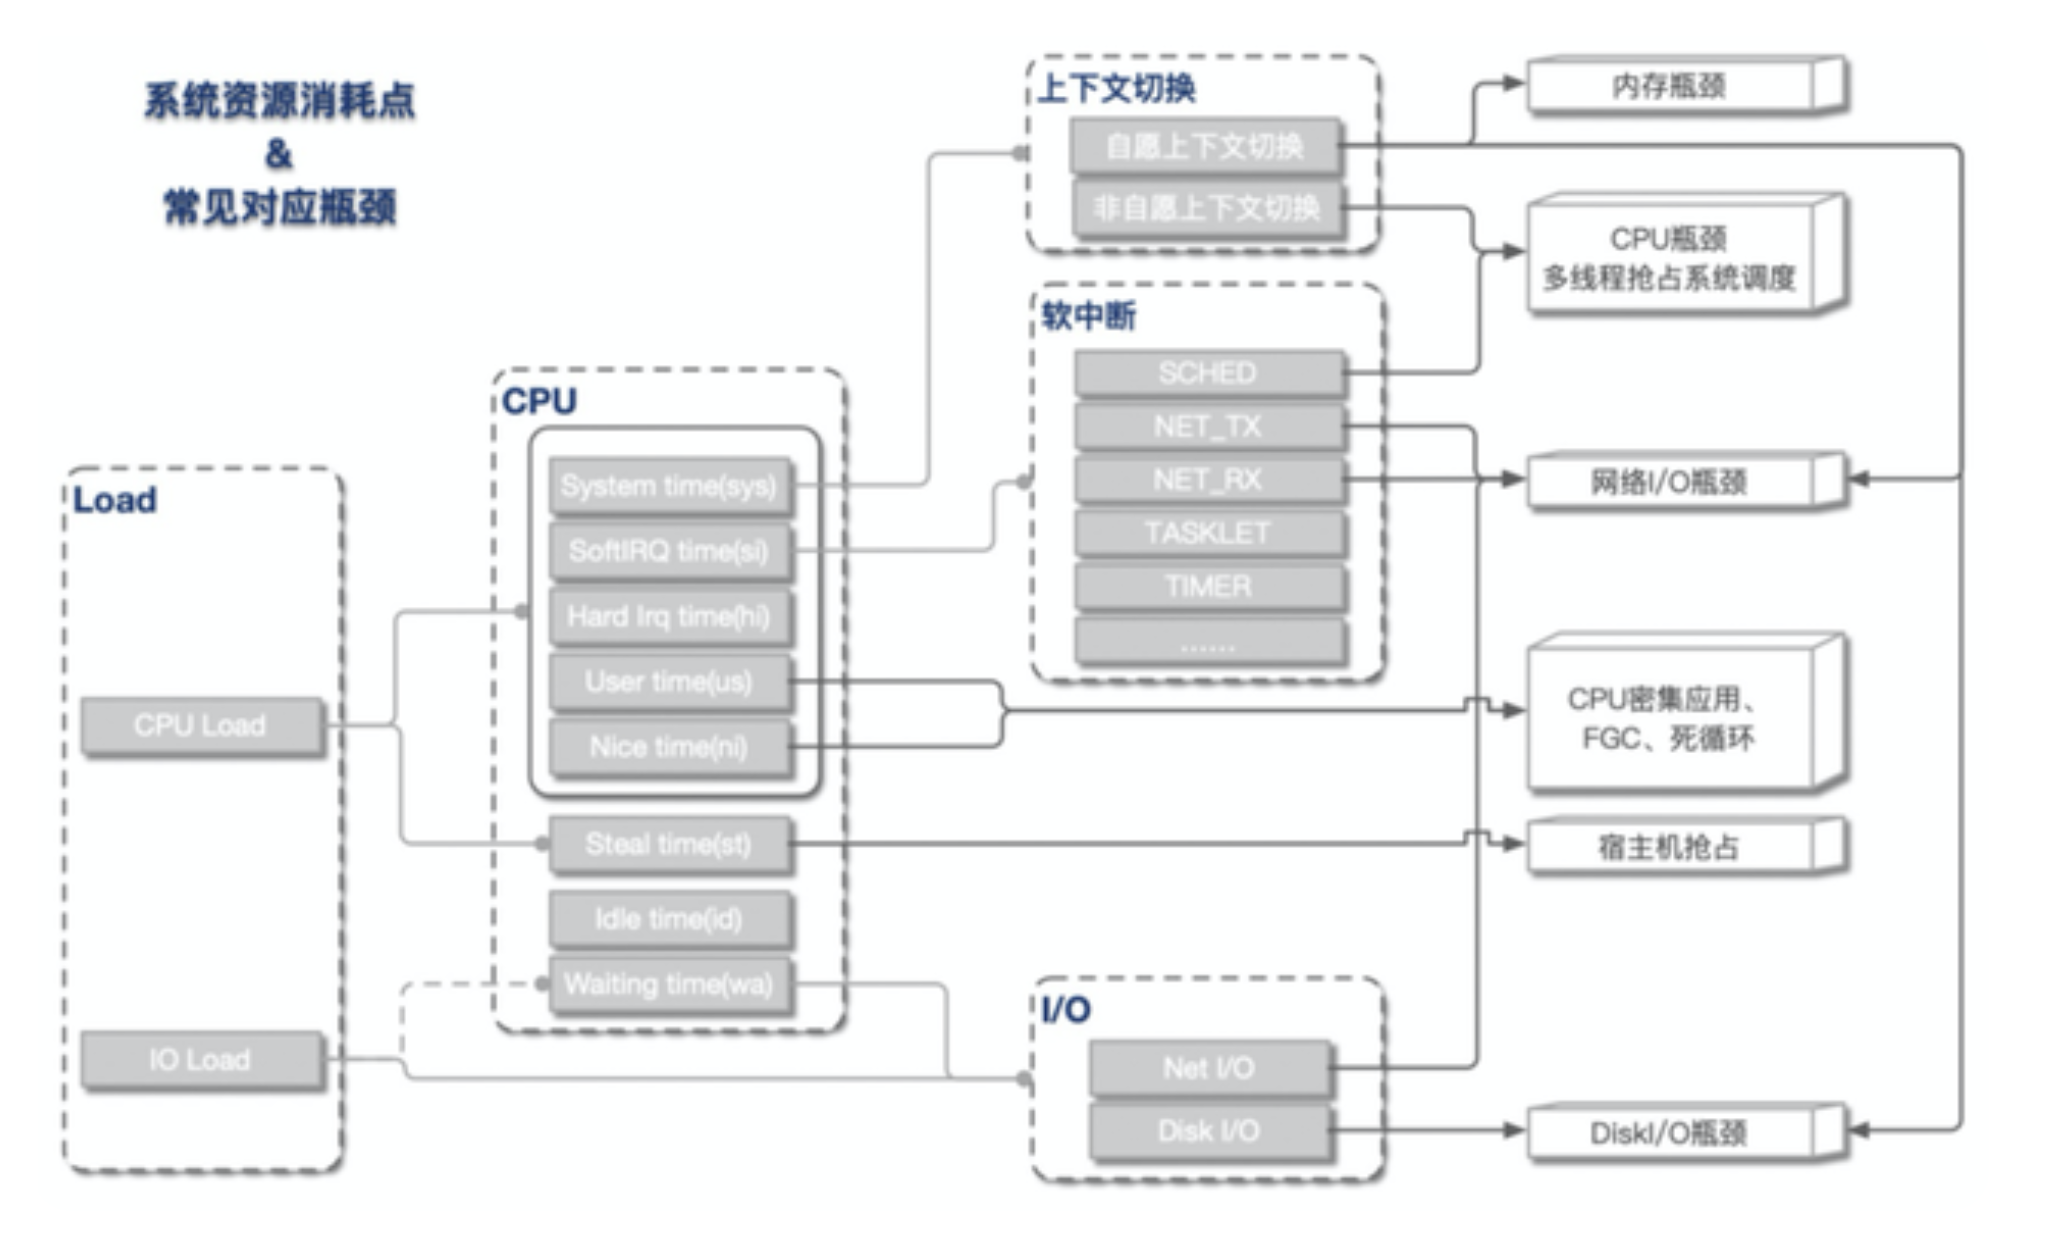 系统资源消耗点
&
常见对应瓶颈
Load
CPU Load
IO Load
CPU
System time(sys)
SoftIRQ time(si)
Hard Irq time(hi)
User time(us)
Nice time(ni)
Steal time(st)
Idle time(id)
Waiting time(wa)
上下文切换
自愿上下文切换
非自愿上下文切换
软中断
SCHED
NET_TX
NET_RX
TASKLET
TIMER
......
I/O
Net I/O
Disk I/O
内存瓶颈
CPU瓶颈
多线程抢占系统调度
网络I/O瓶颈
CPU密集应用、
FGC、死循环
宿主机抢占
DiskI/O瓶颈